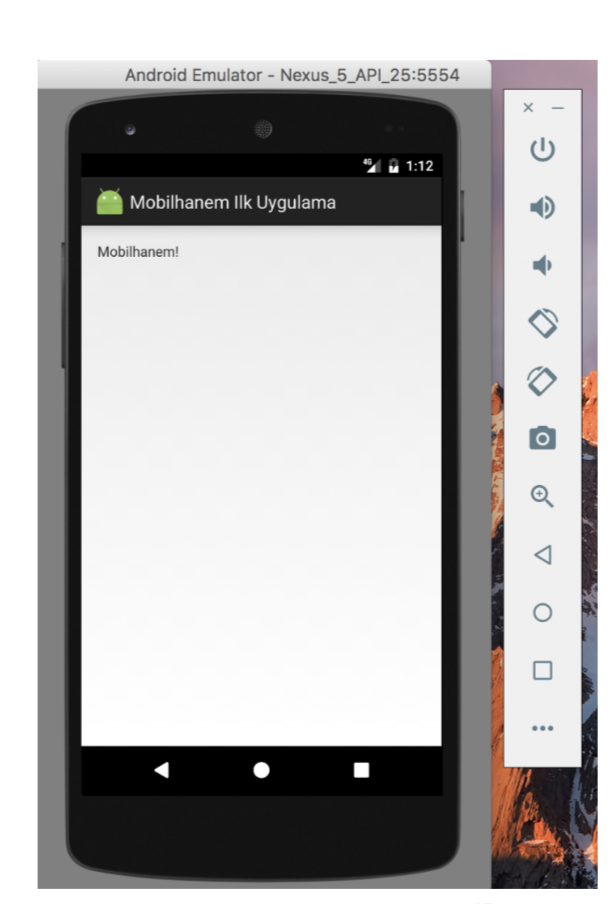 Android Emulator - Nexus_5_API_25:5554
4G 1:12
Mobilhanem Ilk Uygulama
Mobilhanem!